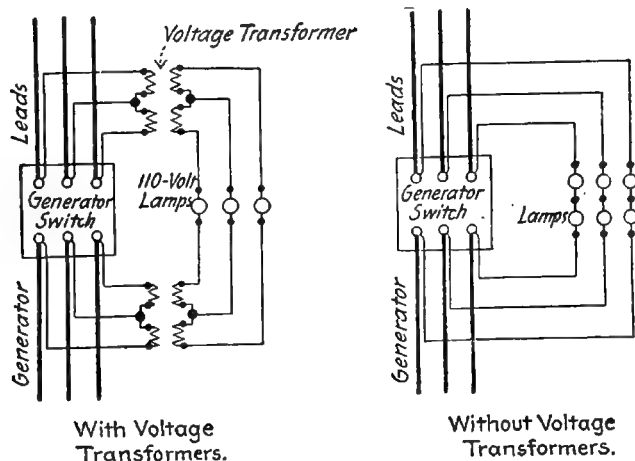 Voltage Transformer
Leads
110-Volt
Lamps
Generator
Switch
Generator
With Voltage
Transformers.
Leads
Generator
Switch
Lamps
Generator
Without Voltage
Transformers.